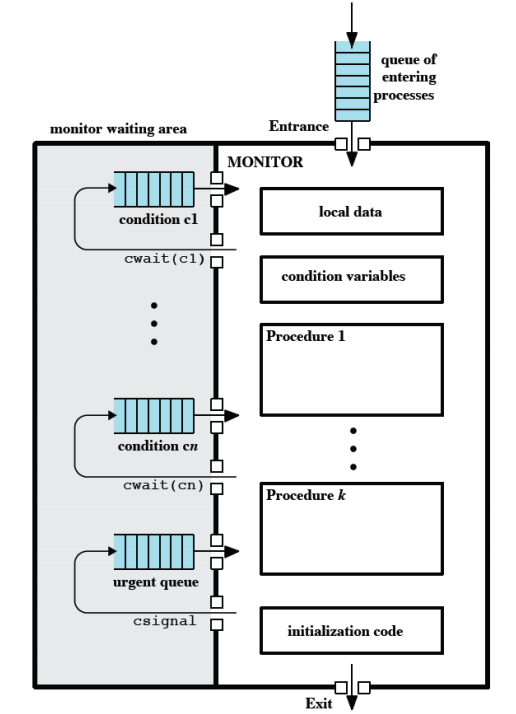 queue of
entering
processes
Entrance
monitor waiting area
MONITOR
condition c1
local data
cwait(c1)
condition variables
Procedure 1
condition cn
cwait(cn)
Procedure k
urgent queue
csignal
initialization code
Exit